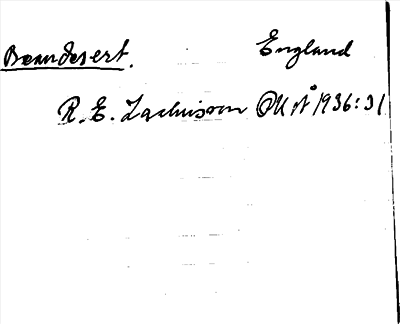 Beaudesert. England
R. E. Zachrisson OUÅ 1936:31